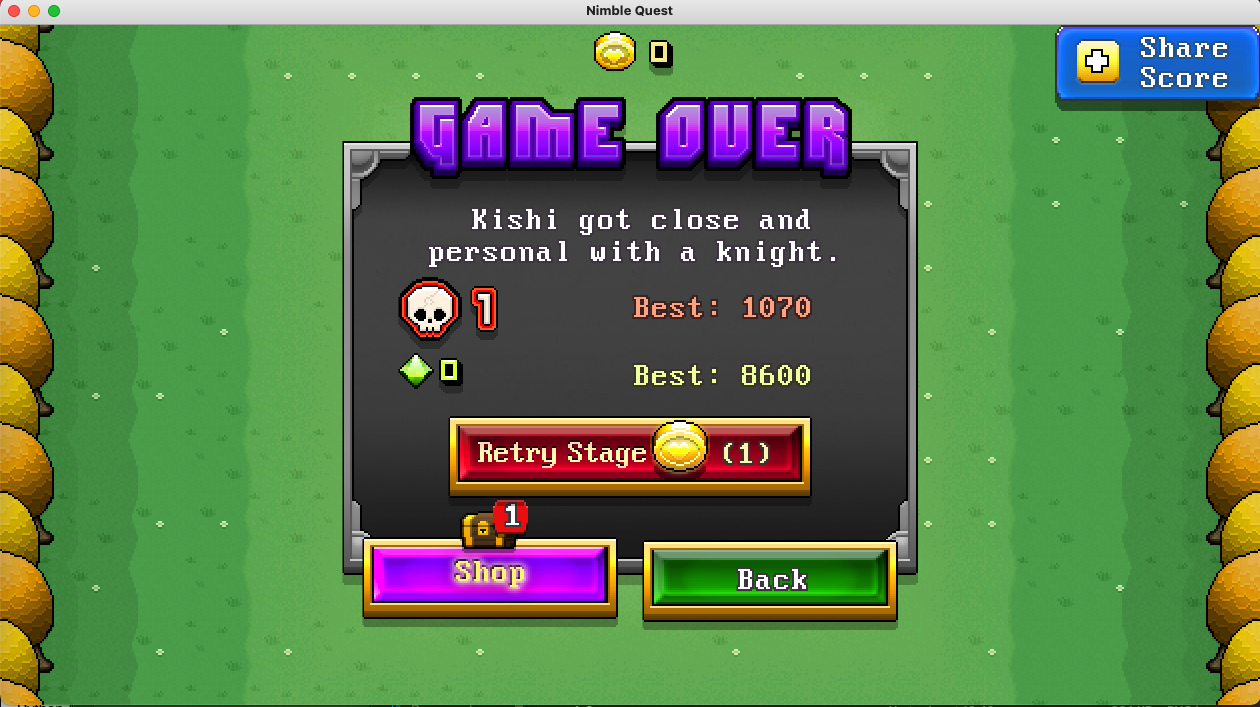 Nimble Quest
0
Share
Score
GAME OVER
Kishi got close and
personal with a knight.
1 Best: 1070
0 Best: 8600
Retry Stage (1)
1
Shop
Back